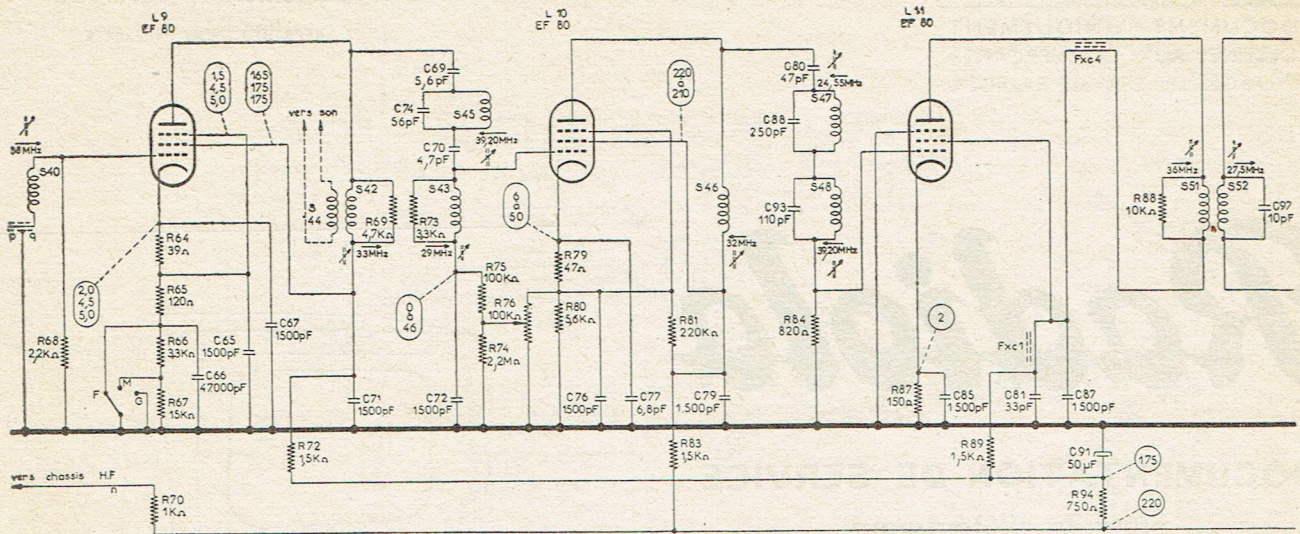 L 9
EF 80
L 10
EF 80
L 11
EF 80
1,5
4,5
5,0
165
175
175
vers son
C69
5,6pF
C74
56pF
S45
C70
4,7pF
39,20MHz
220
à
210
C80
47pF
24,55MHz
S47
C88
250pF
Fxc4
S40
p q
S44
S42
R69
4,7KΩ
33MHz
R73
3,3KΩ
S43
29MHz
6
à
50
S46
32MHz
C93
110pF
S48
39,20MHz
R88
10KΩ
36MHz
S51
S52
27,5MHz
C97
10pF
2,0
4,5
5,0
R64
39Ω
R65
120Ω
R66
3,3KΩ
R67
15KΩ
F
M
G
R68
2,2KΩ
C65
1500pF
C66
47000pF
C67
1500pF
0
à
46
R75
100KΩ
R76
100KΩ
R74
2,2MΩ
C71
1500pF
C72
1500pF
R79
47Ω
R80
5,6KΩ
C76
1500pF
C77
6,8pF
R81
220KΩ
C79
1.500pF
R84
820Ω
2
R87
150Ω
C85
1500pF
Fxc1
C81
33pF
C87
1500pF
R72
1,5KΩ
R83
1,5KΩ
R89
1,5KΩ
C91
50µF
175
R94
750Ω
220
vers chassis H.F
n
R70
1KΩ